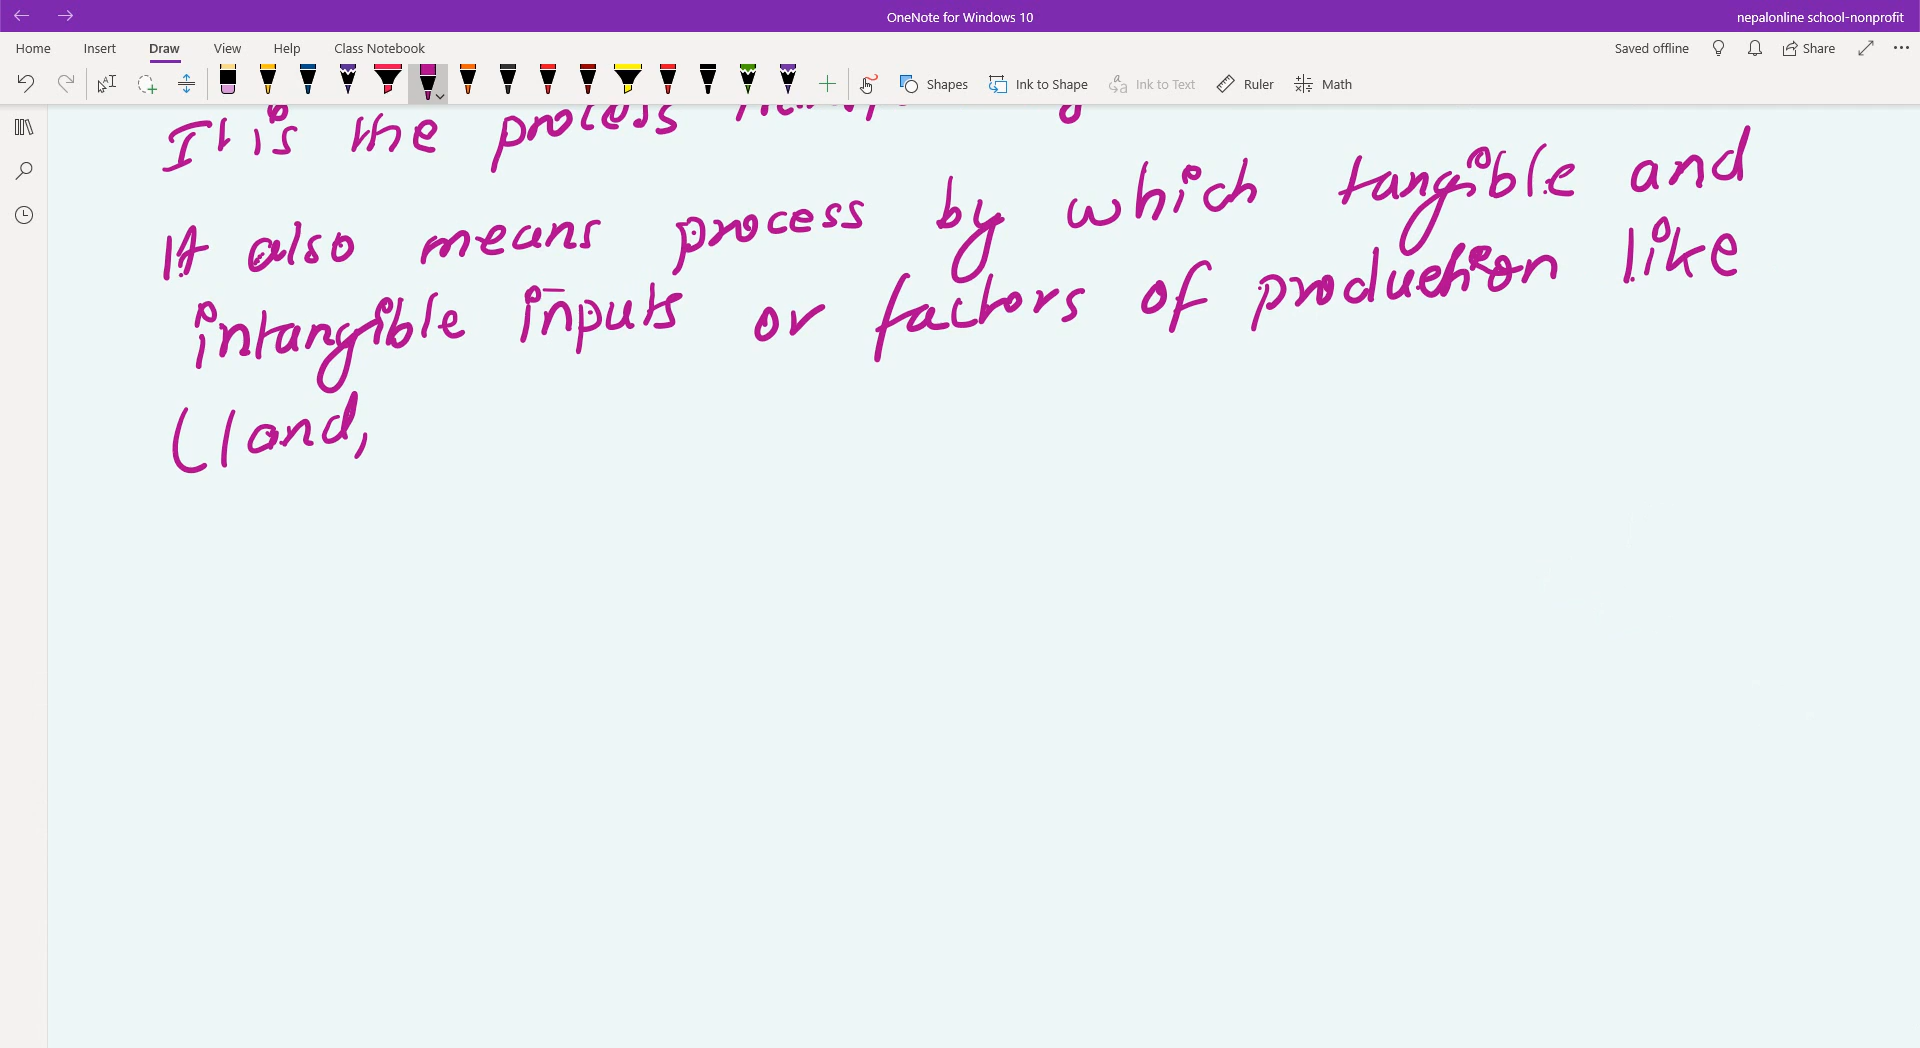 OneNote for Windows 10
nepalonline school-nonprofit
Home Insert Draw View Help Class Notebook
Saved offline
Share
Shapes Ink to Shape Ink to Text Ruler Math
It is the process
It also means process by which tangible and
intangible inputs or factors of production like
(land,